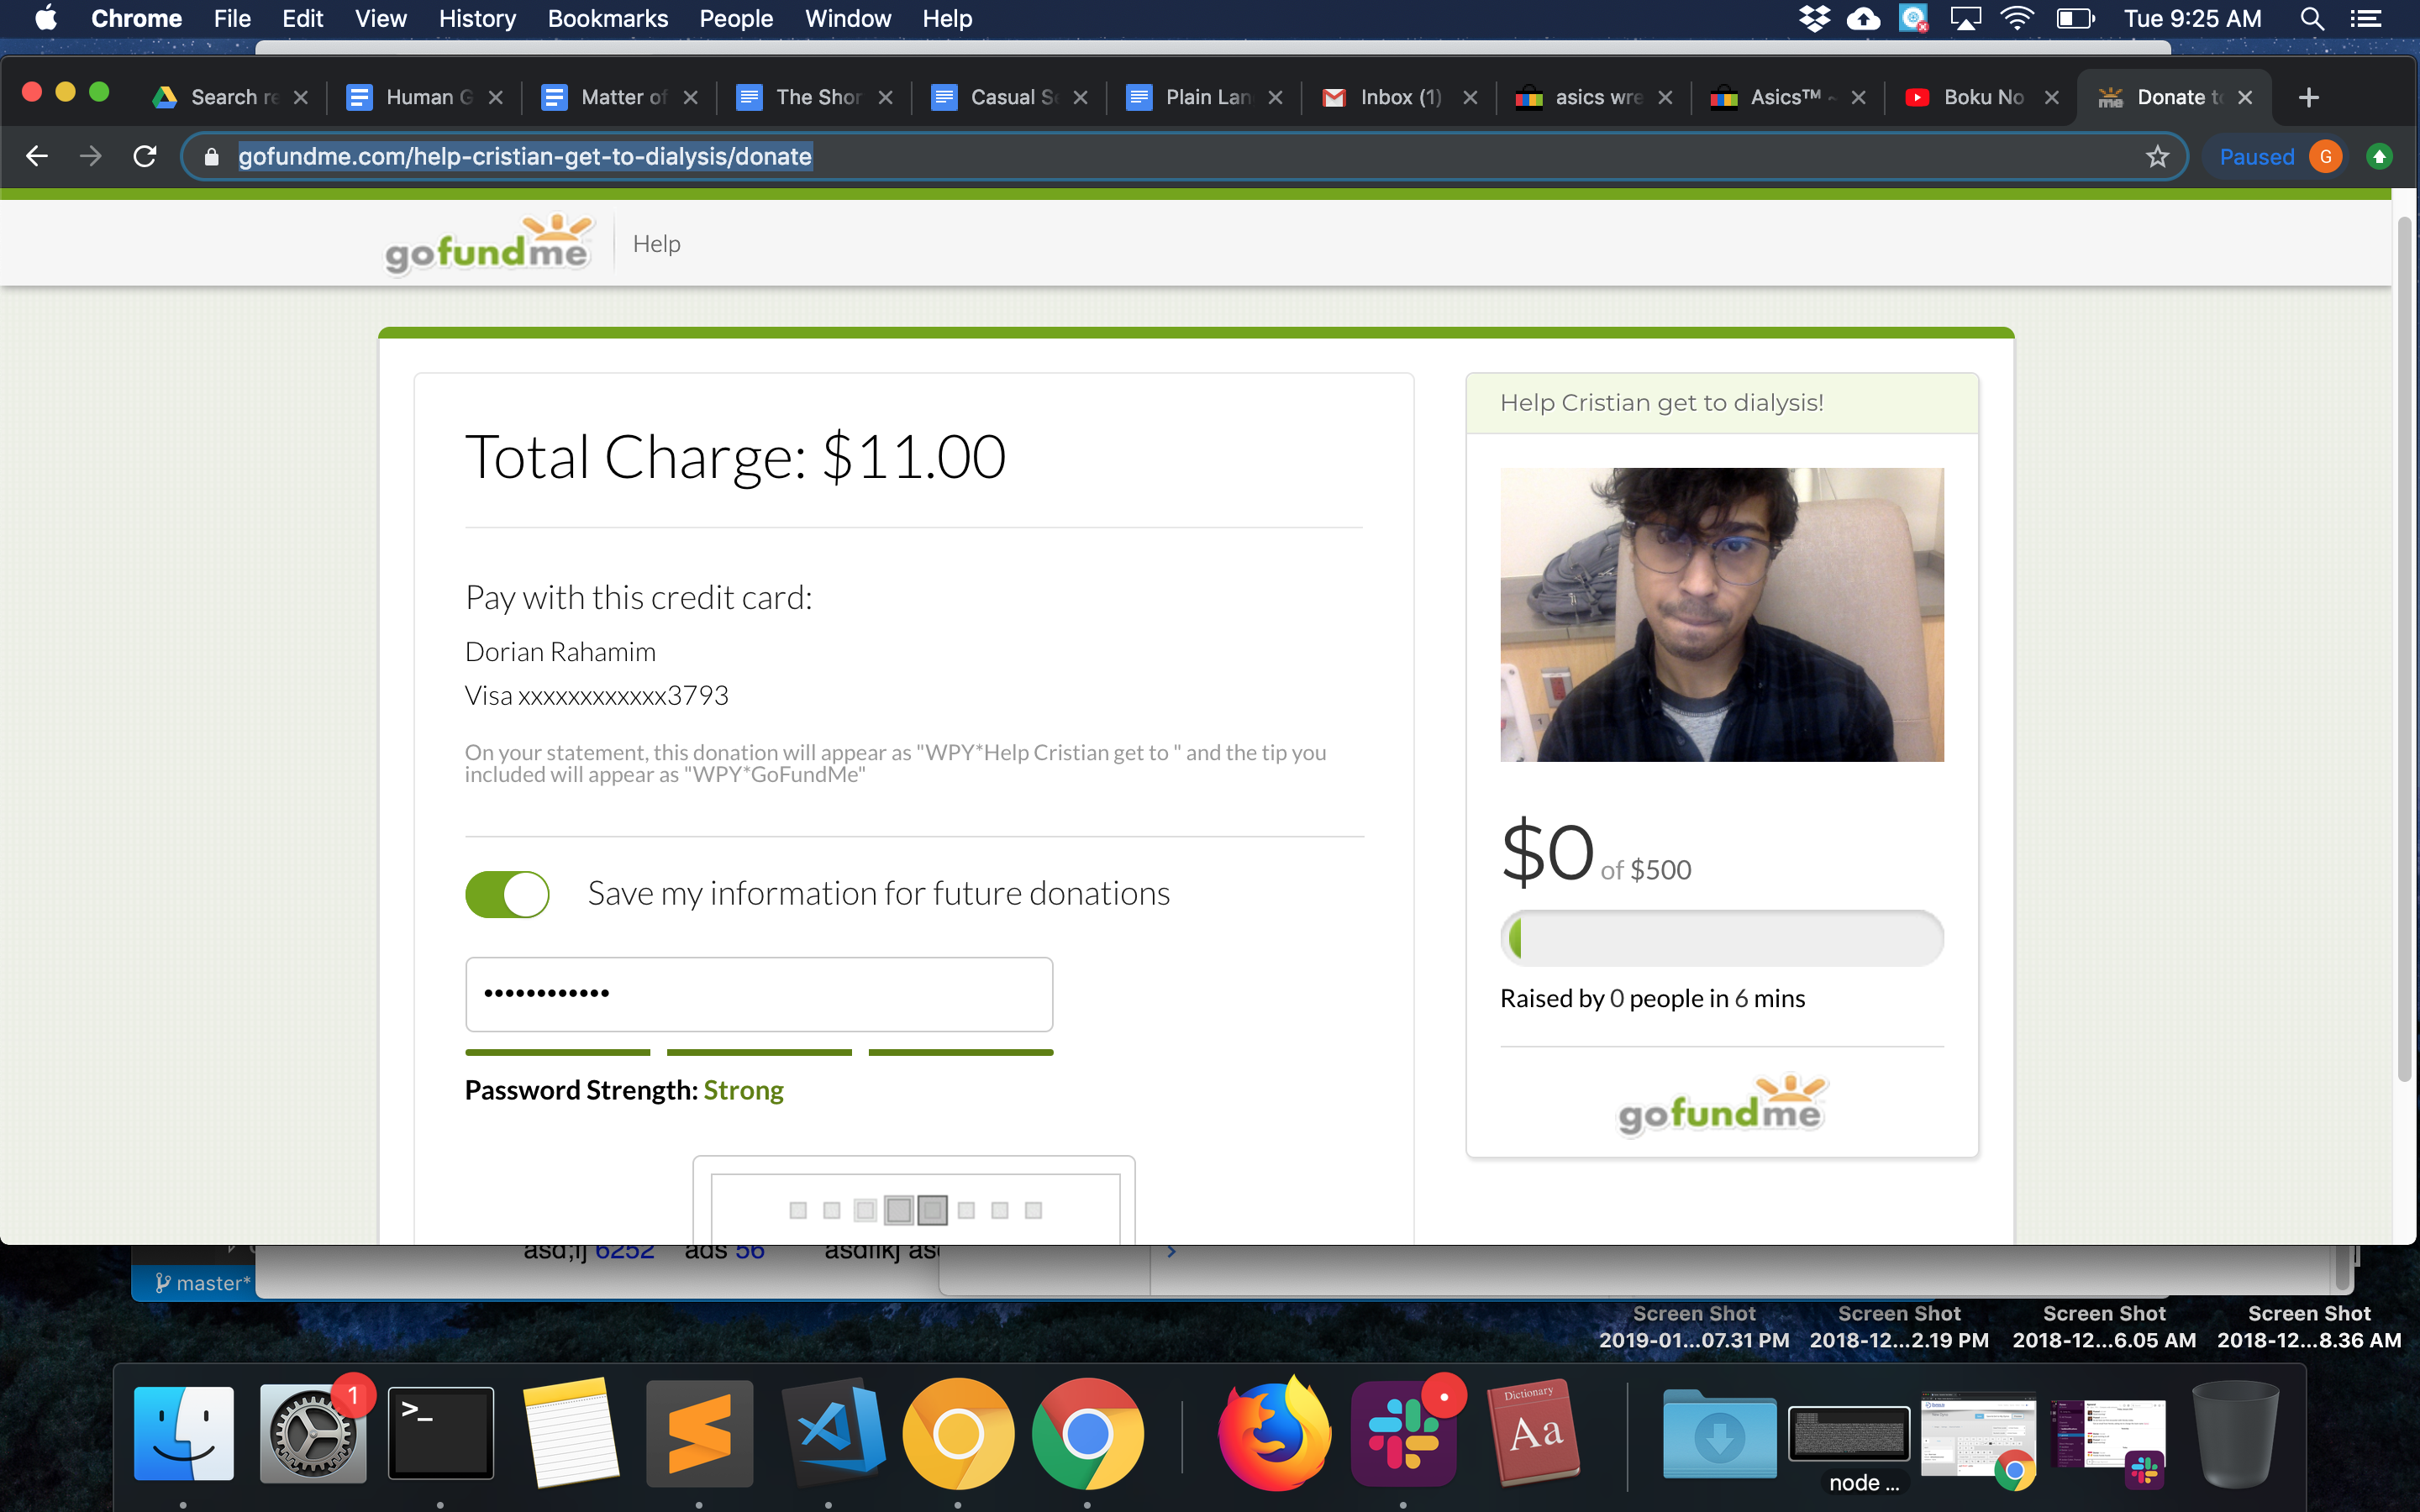 Chrome File Edit View History Bookmarks People Window Help Tue 9:25 AM
Search re Human G Matter of The Shor Casual Se Plain Lan Inbox (1) asics wre Asics™ - Boku No Donate to
gofundme.com/help-cristian-get-to-dialysis/donate Paused G
gofundme Help
Total Charge: $11.00
Pay with this credit card:
Dorian Rahamim
Visa xxxxxxxxxxxx3793
On your statement, this donation will appear as "WPY*Help Cristian get to " and the tip you
included will appear as "WPY*GoFundMe"
Save my information for future donations
••••••••••••
Password Strength: Strong
Help Cristian get to dialysis!
$0 of $500
Raised by 0 people in 6 mins
gofundme
asd;lj 6252 ads 56
master*
Screen Shot
2019-01...07.31 PM
Screen Shot
2018-12...2.19 PM
Screen Shot
2018-12...6.05 AM
Screen Shot
2018-12...8.36 AM
1
>_
Dictionary
Aa
node ...